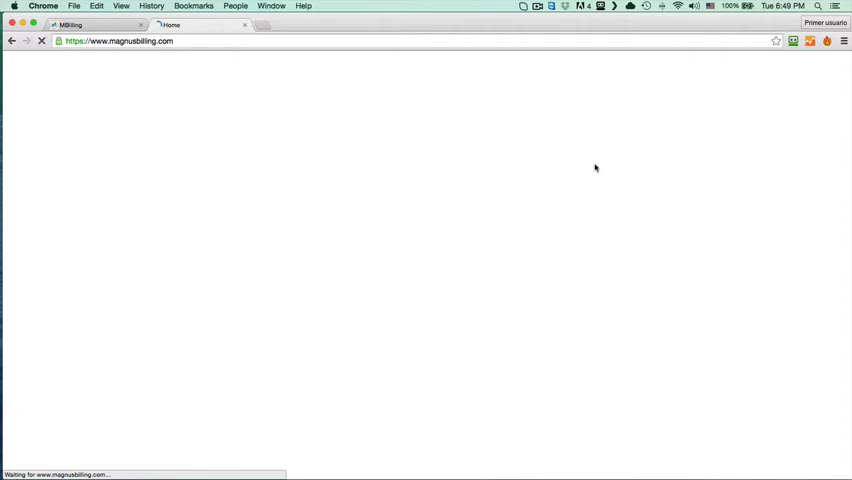 Chrome File Edit View History Bookmarks People Window Help 4 100% Tue 6:49 PM
MBilling Home Primer usuario
https://www.magnusbilling.com
Waiting for www.magnusbilling.com...